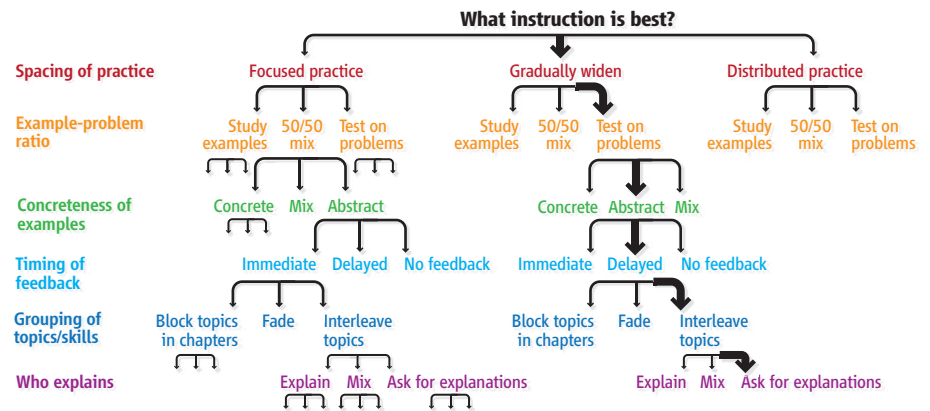 What instruction is best?
Spacing of practice Focused practice Gradually widen Distributed practice
Example-problem Study 50/50 Test on Study 50/50 Test on Study 50/50 Test on
ratio examples mix problems examples mix problems examples mix problems
Concreteness of Concrete Mix Abstract Concrete Abstract Mix
examples
Timing of Immediate Delayed No feedback Immediate Delayed No feedback
feedback
Grouping of Block topics Fade Interleave Block topics Fade Interleave
topics/skills in chapters topics in chapters topics
Who explains Explain Mix Ask for explanations Explain Mix Ask for explanations